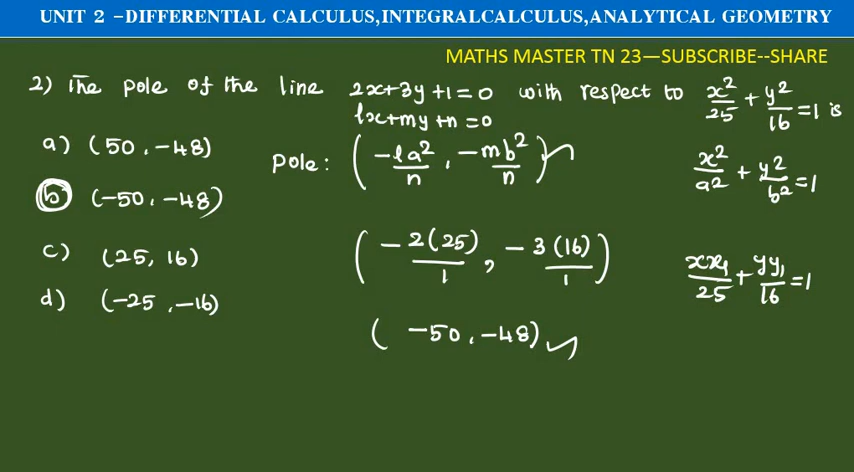 UNIT 2 –DIFFERENTIAL CALCULUS,INTEGRALCALCULUS,ANALYTICAL GEOMETRY
MATHS MASTER TN 23—SUBSCRIBE--SHARE
2) The pole of the line 2x+3y+1=0 with respect to x²/25 + y²/16 =1 is
lx+my+n=0
a) (50, -48)
Pole: (-la²/n, -mb²/n)
x²/a² + y²/b² =1
b) (-50, -48)
(-2(25)/1, -3(16)/1)
c) (25, 16)
xx₁/25 + yy₁/16 =1
d) (-25, -16)
(-50, -48)